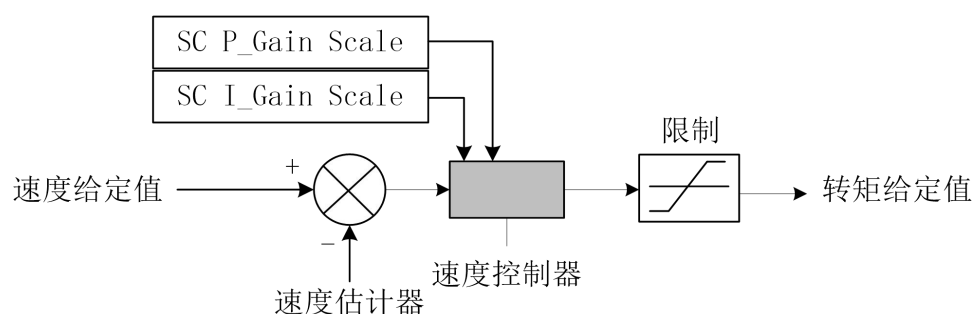 SC P_Gain Scale
SC I_Gain Scale
限制
+
速度给定值
转矩给定值
−
速度控制器
速度估计器